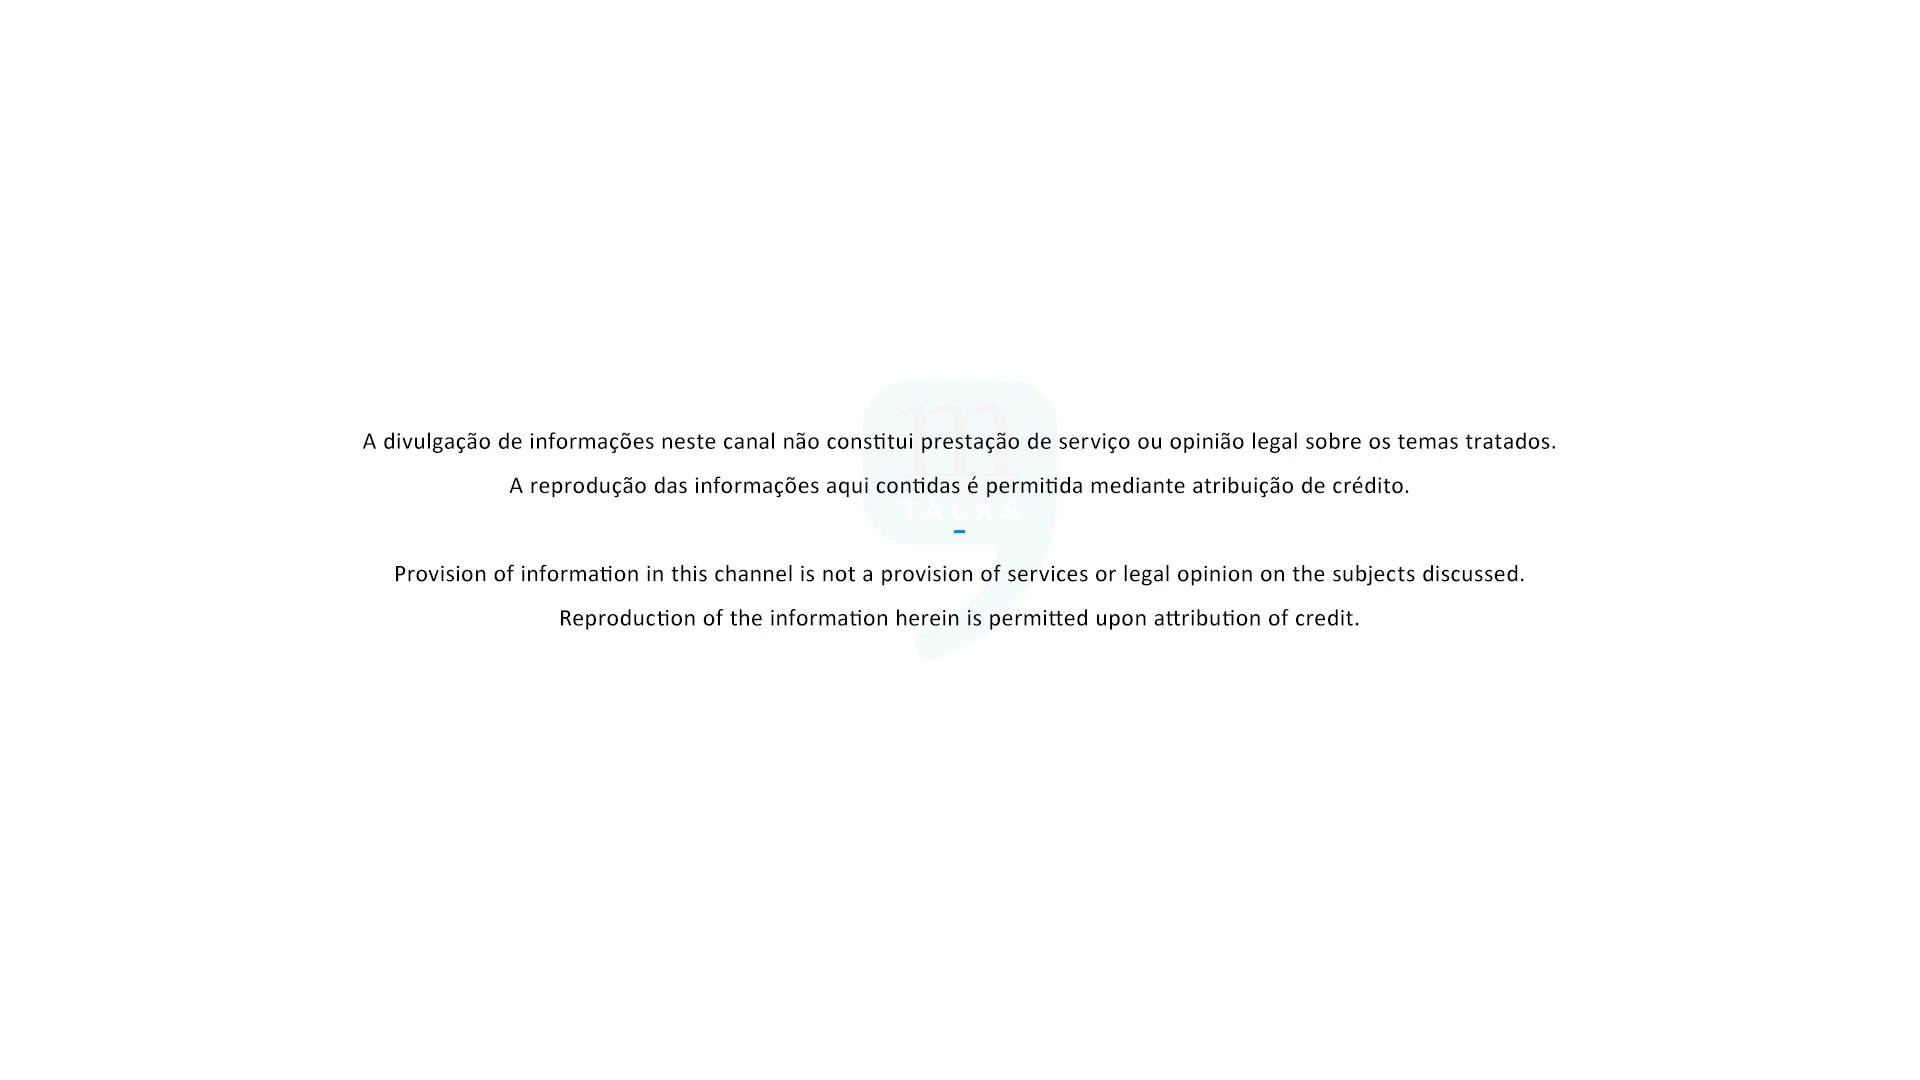 A divulgação de informações neste canal não constitui prestação de serviço ou opinião legal sobre os temas tratados.
A reprodução das informações aqui contidas é permitida mediante atribuição de crédito.
m
TALKS
-
Provision of information in this channel is not a provision of services or legal opinion on the subjects discussed.
Reproduction of the information herein is permitted upon attribution of credit.